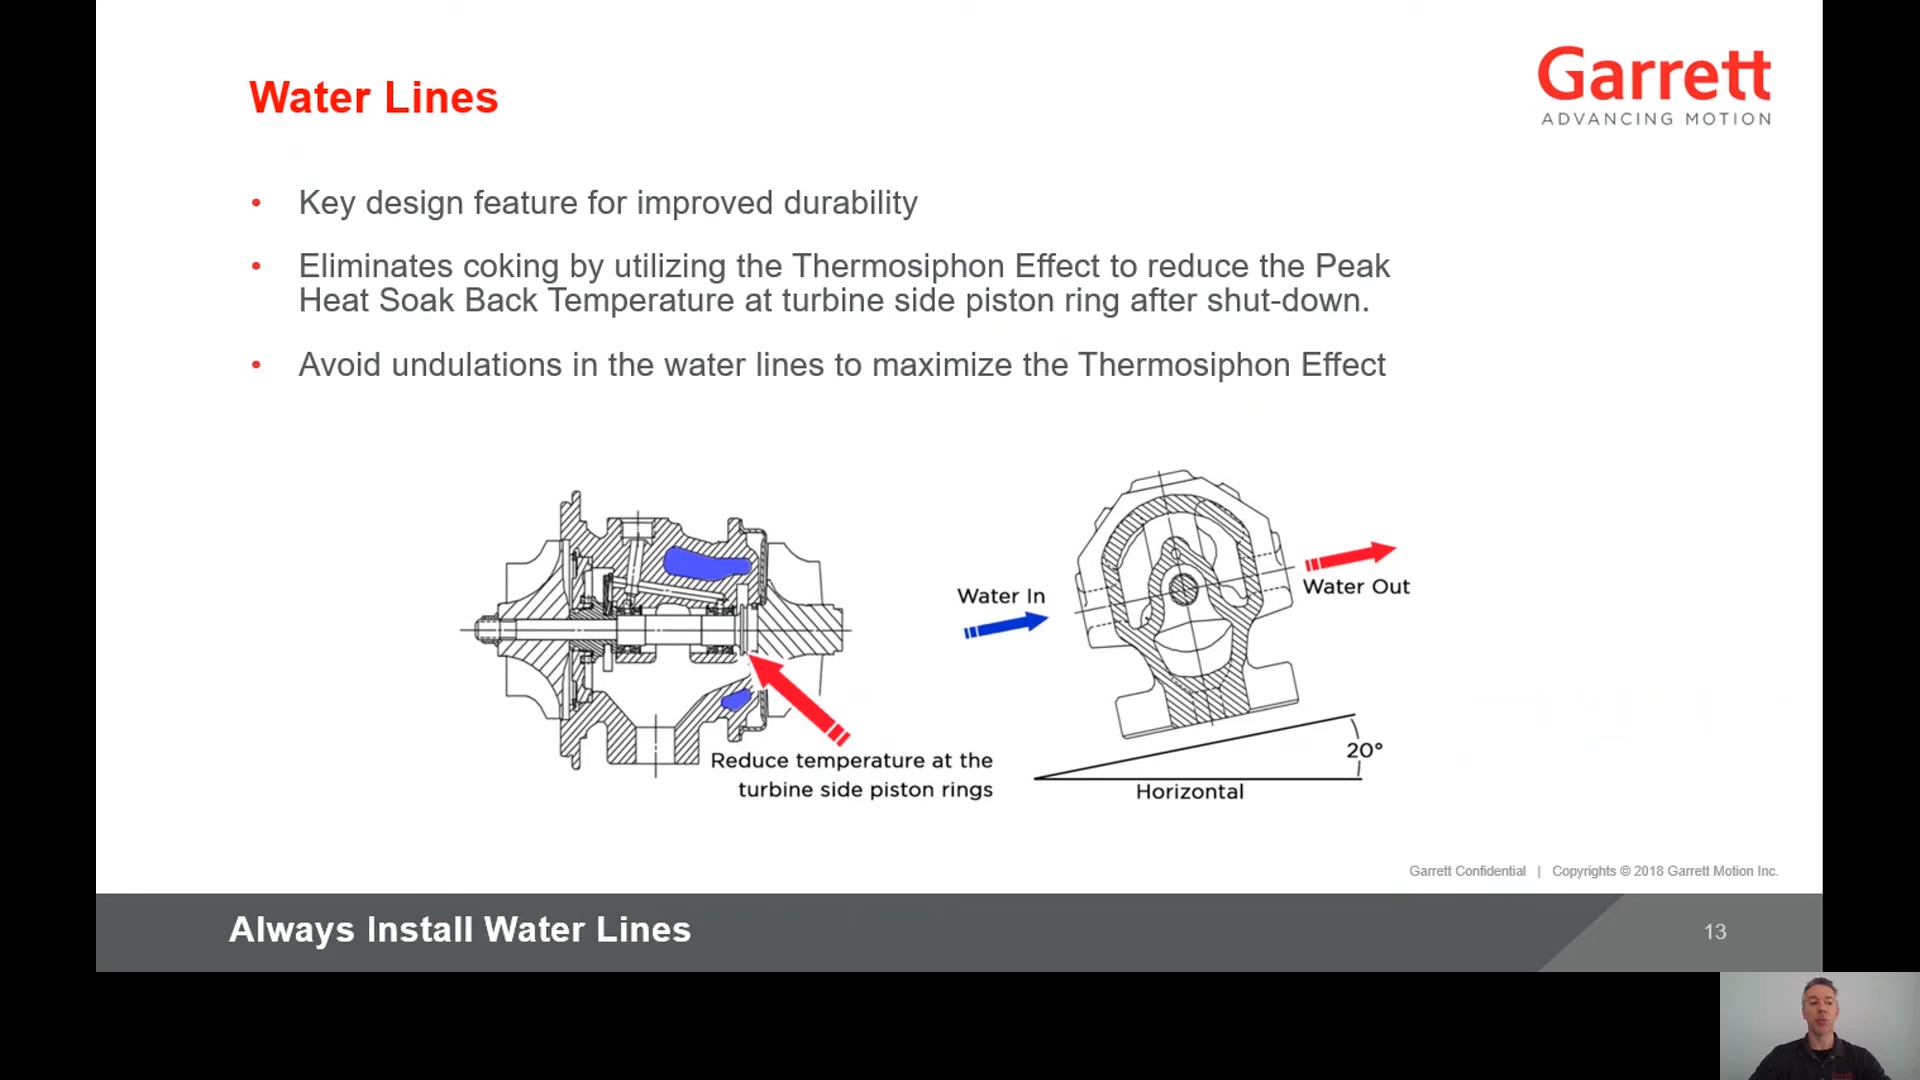 Garrett
ADVANCING MOTION
Water Lines
• Key design feature for improved durability
• Eliminates coking by utilizing the Thermosiphon Effect to reduce the Peak
Heat Soak Back Temperature at turbine side piston ring after shut-down.
• Avoid undulations in the water lines to maximize the Thermosiphon Effect
Water In
Water Out
Reduce temperature at the
turbine side piston rings
20°
Horizontal
Garrett Confidential | Copyrights © 2018 Garrett Motion Inc.
Always Install Water Lines
13